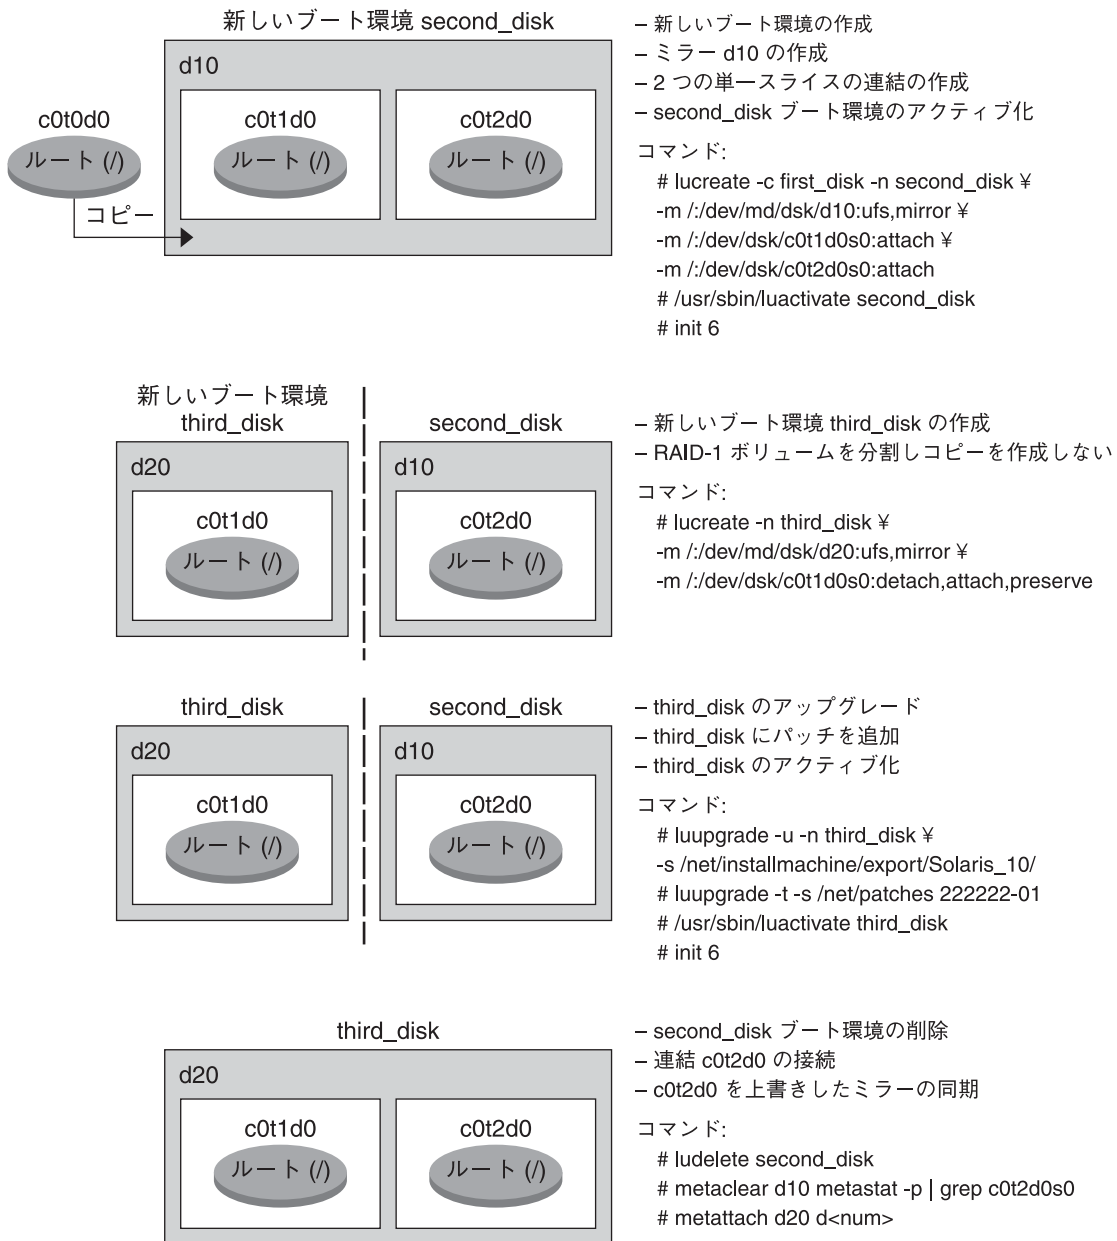 新しいブート環境 second_disk
d10
c0t0d0
ルート (/)
コピー
c0t1d0
ルート (/)
c0t2d0
ルート (/)
– 新しいブート環境の作成
– ミラー d10 の作成
– 2 つの単一スライスの連結の作成
– second_disk ブート環境のアクティブ化
コマンド:
# lucreate -c first_disk -n second_disk ¥
-m /:/dev/md/dsk/d10:ufs,mirror ¥
-m /:/dev/dsk/c0t1d0s0:attach ¥
-m /:/dev/dsk/c0t2d0s0:attach
# /usr/sbin/luactivate second_disk
# init 6
新しいブート環境
third_disk
d20
c0t1d0
ルート (/)
second_disk
d10
c0t2d0
ルート (/)
– 新しいブート環境 third_disk の作成
– RAID-1 ボリュームを分割しコピーを作成しない
コマンド:
# lucreate -n third_disk ¥
-m /:/dev/md/dsk/d20:ufs,mirror ¥
-m /:/dev/dsk/c0t1d0s0:detach,attach,preserve
third_disk
d20
c0t1d0
ルート (/)
second_disk
d10
c0t2d0
ルート (/)
– third_disk のアップグレード
– third_disk にパッチを追加
– third_disk のアクティブ化
コマンド:
# luupgrade -u -n third_disk ¥
-s /net/installmachine/export/Solaris_10/
# luupgrade -t -s /net/patches 222222-01
# /usr/sbin/luactivate third_disk
# init 6
third_disk
d20
c0t1d0
ルート (/)
c0t2d0
ルート (/)
– second_disk ブート環境の削除
– 連結 c0t2d0 の接続
– c0t2d0 を上書きしたミラーの同期
コマンド:
# ludelete second_disk
# metaclear d10 metastat -p | grep c0t2d0s0
# metattach d20 d<num>